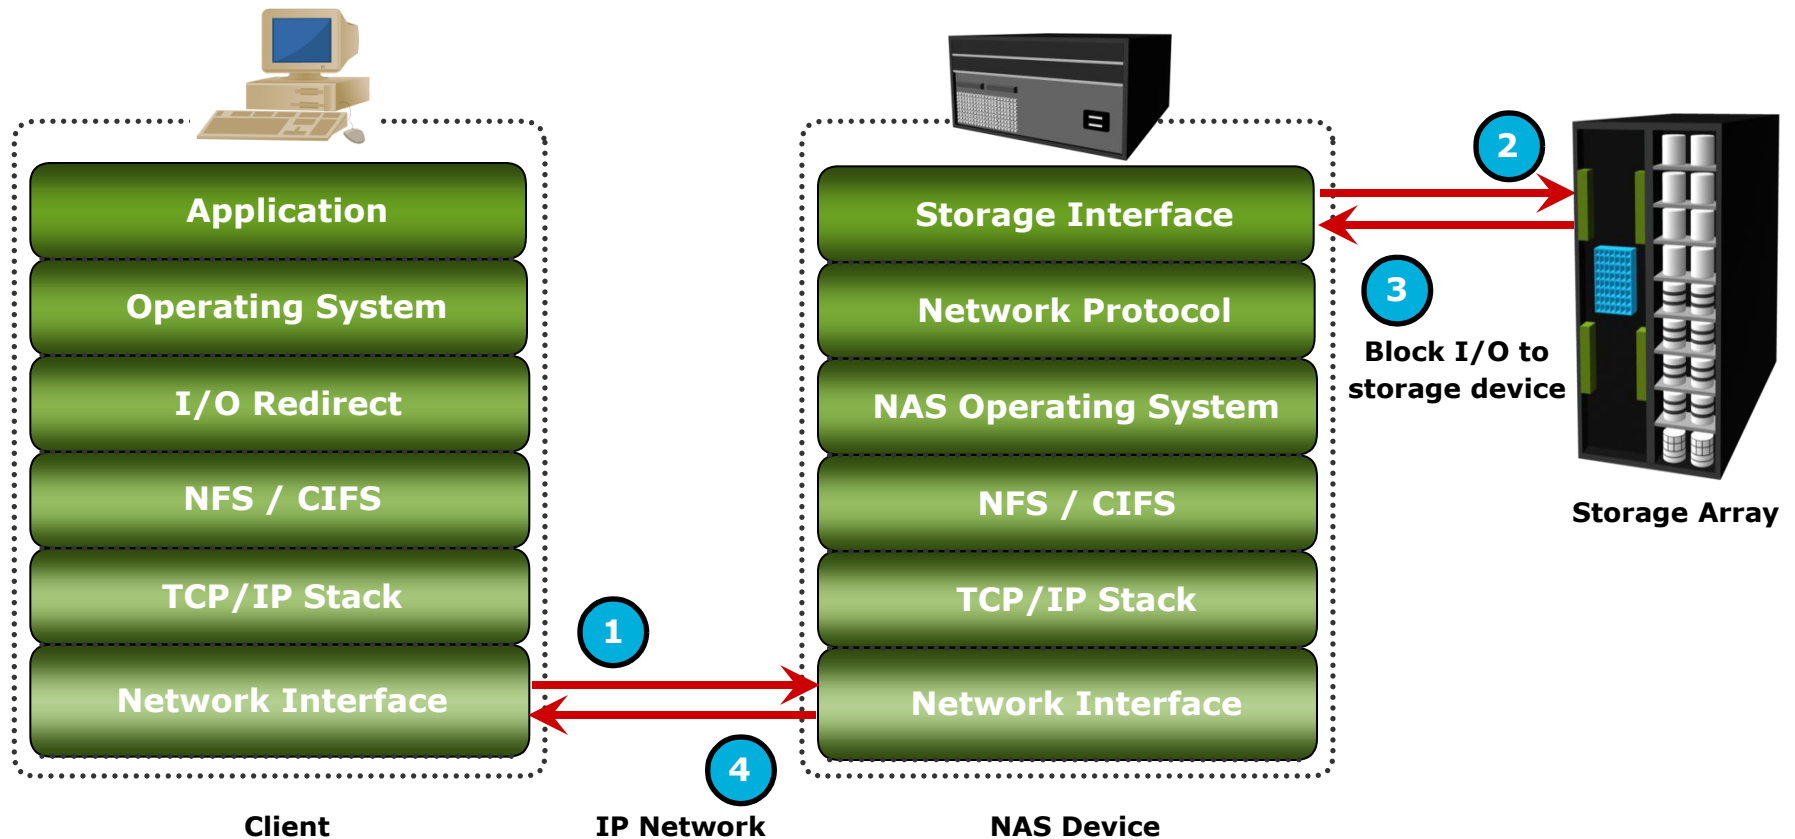 Application
Operating System
I/O Redirect
NFS / CIFS
TCP/IP Stack
Network Interface
Client
1
4
IP Network
Storage Interface
Network Protocol
NAS Operating System
NFS / CIFS
TCP/IP Stack
Network Interface
NAS Device
2
3
Block I/O to
storage device
Storage Array